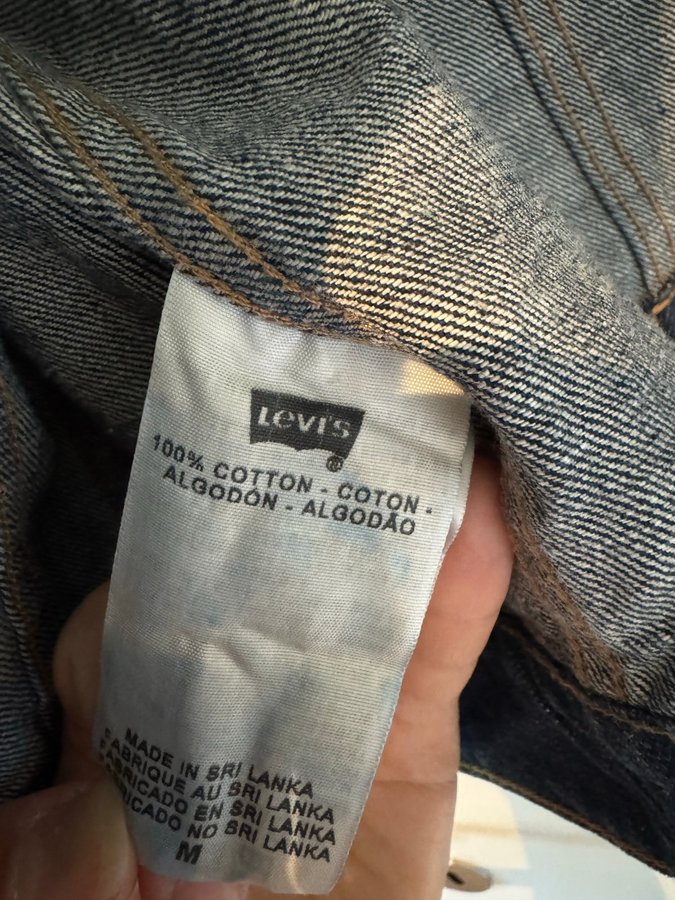 Levi's
®
100% COTTON - COTON -
ALGODÓN - ALGODÃO
MADE IN SRI LANKA
FABRIQUE AU SRI LANKA
FABRICADO EN SRI LANKA
FABRICADO NO SRI LANKA
M